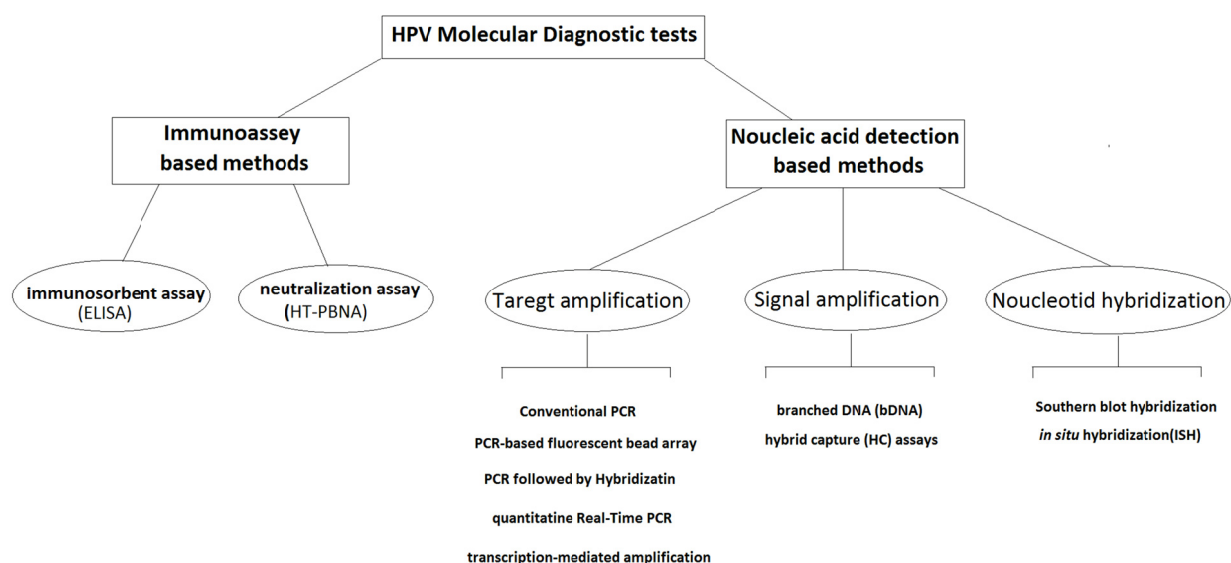 HPV Molecular Diagnostic tests
Immunoassey
based methods
Noucleic acid detection
based methods
immunosorbent assay
(ELISA)
neutralization assay
(HT-PBNA)
Taregt amplification
Signal amplification
Noucleotid hybridization
Conventional PCR
PCR-based fluorescent bead array
PCR followed by Hybridizatin
quantitatine Real-Time PCR
transcription-mediated amplification
branched DNA (bDNA)
hybrid capture (HC) assays
Southern blot hybridization
in situ hybridization(ISH)